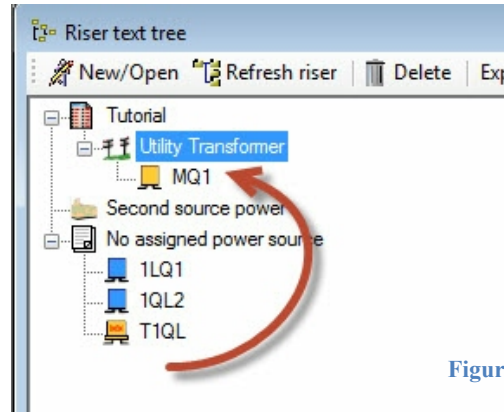 Riser text tree
New/Open Refresh riser Delete
Tutorial
Utility Transformer
MQ1
Second source power
No assigned power source
1LQ1
1QL2
T1QL